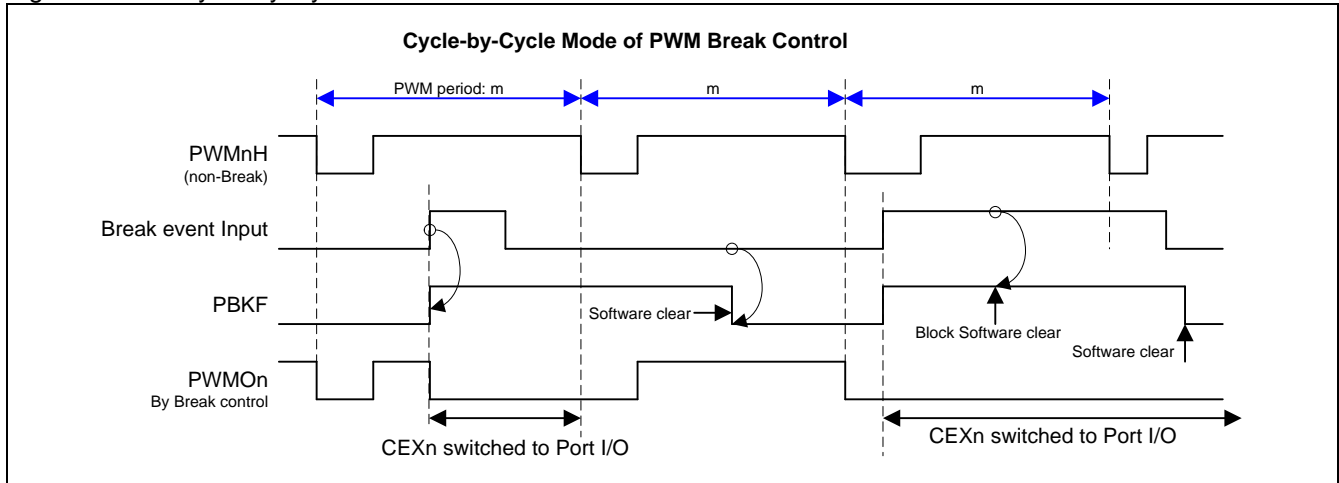 Cycle-by-Cycle Mode of PWM Break Control
PWM period: m
m
m
PWMnH
(non-Break)
Break event Input
PBKF
Software clear
Block Software clear
Software clear
PWMOn
By Break control
CEXn switched to Port I/O
CEXn switched to Port I/O